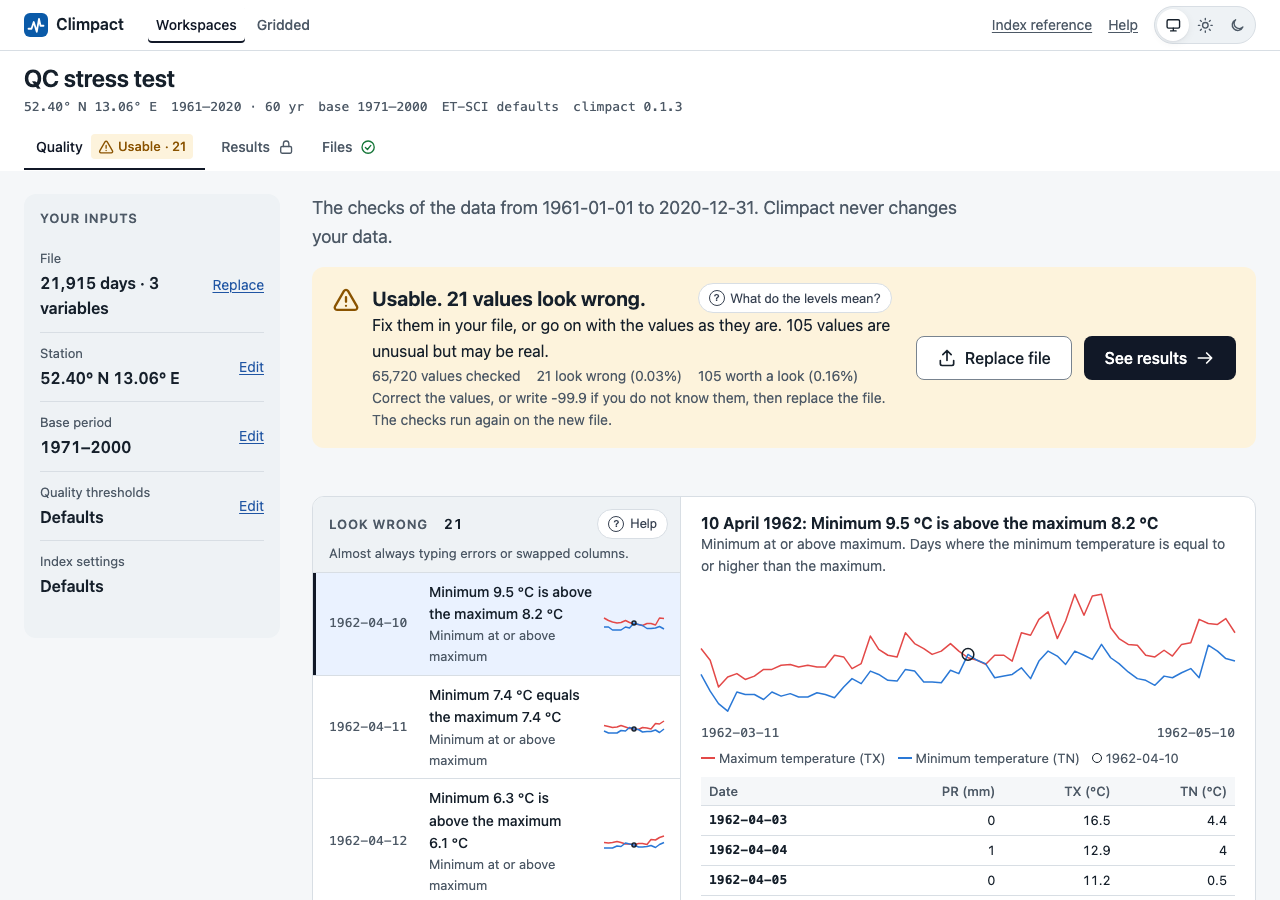 Climpact
Workspaces
Gridded
Index reference
Help
QC stress test
52.40° N 13.06° E 1961–2020 · 60 yr base 1971–2000 ET-SCI defaults climpact 0.1.3
Quality
Usable · 21
Results
Files
YOUR INPUTS
File
21,915 days · 3
variables
Replace
Station
52.40° N 13.06° E
Edit
Base period
1971–2000
Edit
Quality thresholds
Defaults
Edit
Index settings
Defaults
The checks of the data from 1961-01-01 to 2020-12-31. Climpact never changes
your data.
Usable. 21 values look wrong.
What do the levels mean?
Fix them in your file, or go on with the values as they are. 105 values are
unusual but may be real.
65,720 values checked 21 look wrong (0.03%) 105 worth a look (0.16%)
Correct the values, or write -99.9 if you do not know them, then replace the file.
The checks run again on the new file.
Replace file
See results
LOOK WRONG 21
Help
Almost always typing errors or swapped columns.
1962-04-10
Minimum 9.5 °C is above
the maximum 8.2 °C
Minimum at or above
maximum
1962-04-11
Minimum 7.4 °C equals
the maximum 7.4 °C
Minimum at or above
maximum
1962-04-12
Minimum 6.3 °C is
above the maximum
6.1 °C
Minimum at or above
maximum
10 April 1962: Minimum 9.5 °C is above the maximum 8.2 °C
Minimum at or above maximum. Days where the minimum temperature is equal to
or higher than the maximum.
1962-03-11
1962-05-10
Maximum temperature (TX) Minimum temperature (TN) 1962-04-10
Date PR (mm) TX (°C) TN (°C)
1962-04-03 0 16.5 4.4
1962-04-04 1 12.9 4
1962-04-05 0 11.2 0.5